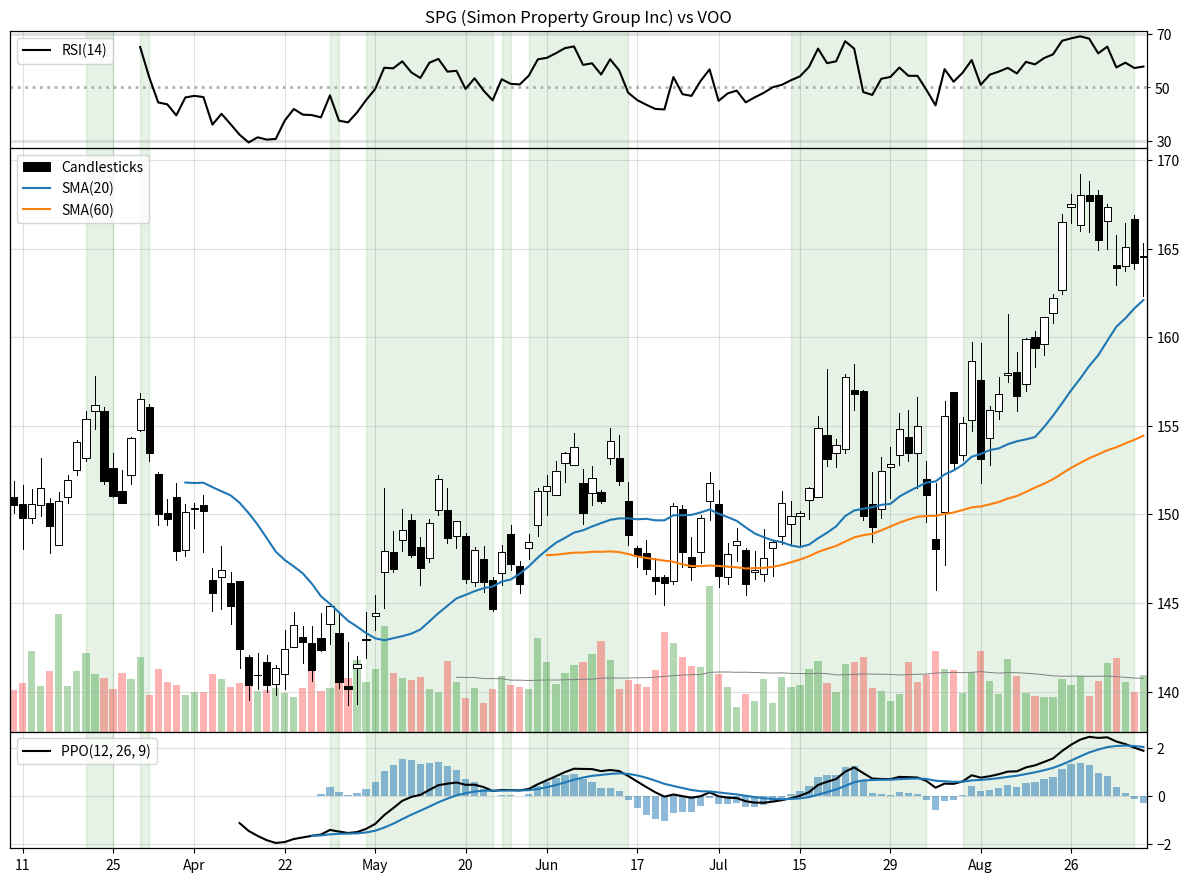 SPG (Simon Property Group Inc) vs VOO
RSI(14)
70
50
30
Candlesticks
SMA(20)
SMA(60)
170
165
160
155
150
145
140
PPO(12, 26, 9)
2
0
−2
11 25 Apr 22 May 20 Jun 17 Jul 15 29 Aug 26